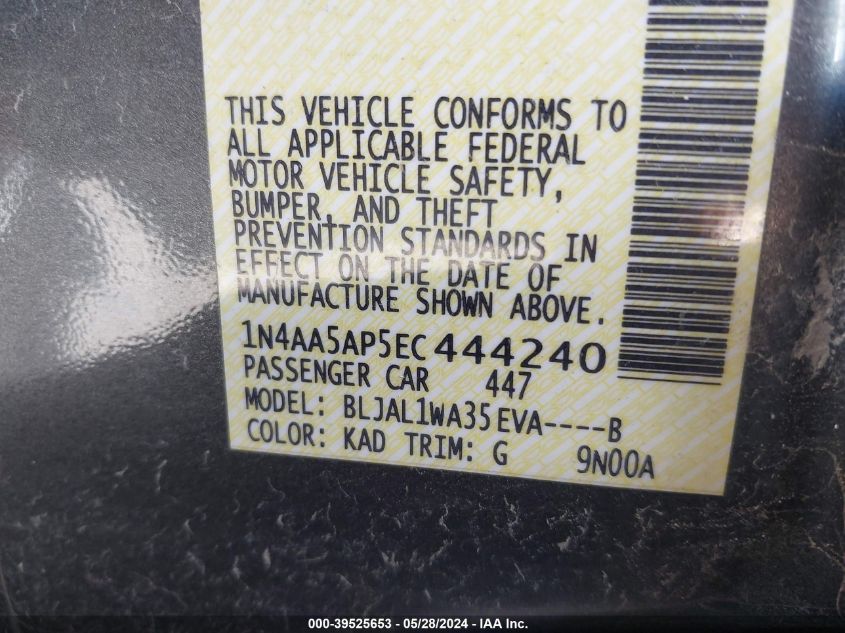 THIS VEHICLE CONFORMS TO
ALL APPLICABLE FEDERAL
MOTOR VEHICLE SAFETY,
BUMPER, AND THEFT
PREVENTION STANDARDS IN
EFFECT ON THE DATE OF
MANUFACTURE SHOWN ABOVE.
1N4AA5AP5EC444240
PASSENGER CAR 447
MODEL: BLJAL1WA35EVA----B
COLOR: KAD TRIM: G 9N00A
000-39525653 / 05/28/2024 - IAA Inc.